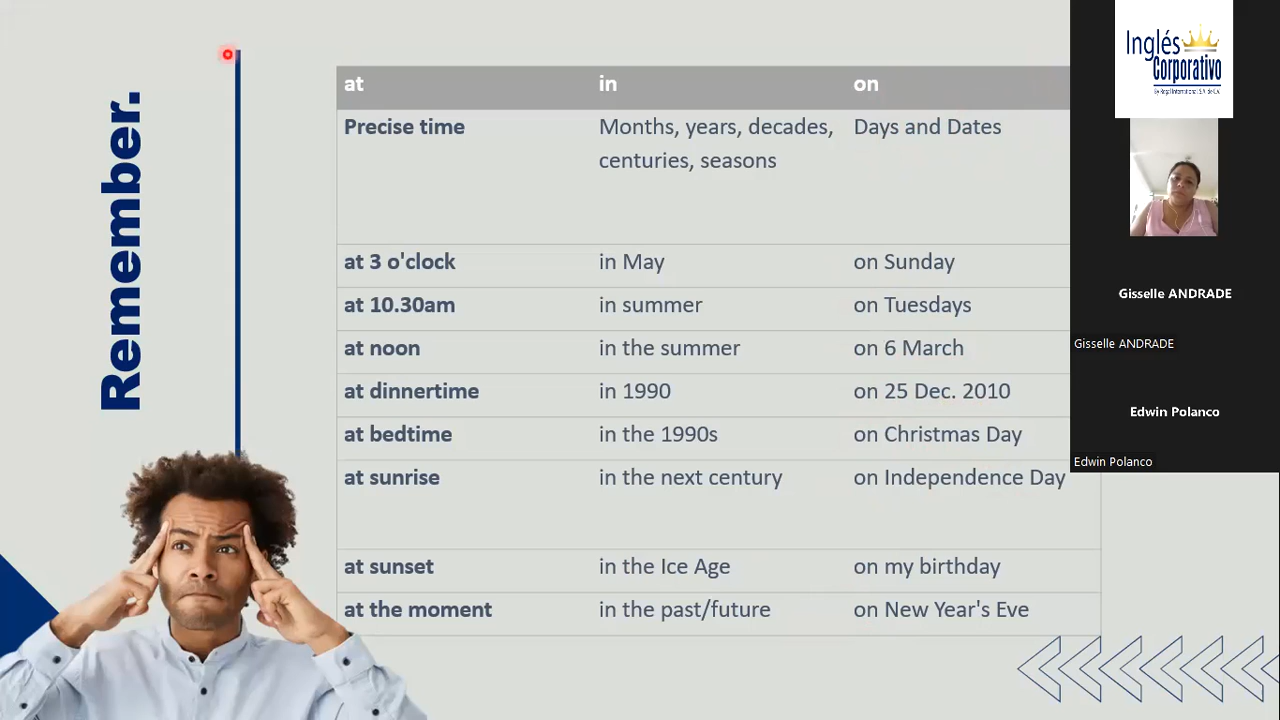 Remember.
at in on
Precise time Months, years, decades, Days and Dates
centuries, seasons
at 3 o'clock in May on Sunday
at 10.30am in summer on Tuesdays
at noon in the summer on 6 March
at dinnertime in 1990 on 25 Dec. 2010
at bedtime in the 1990s on Christmas Day
at sunrise in the next century on Independence Day
at sunset in the Ice Age on my birthday
at the moment in the past/future on New Year's Eve
Inglés
Corporativo
Gisselle ANDRADE
Gisselle ANDRADE
Edwin Polanco
Edwin Polanco